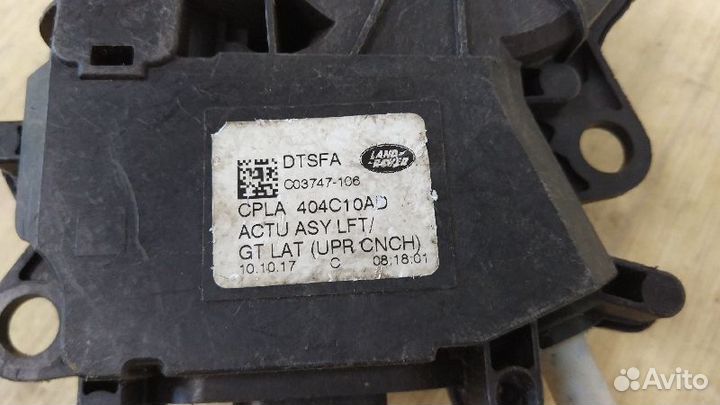 DTSFA LAND ROVER
C03747-106
CPLA 404C10AD
ACTU ASY LFT/
GT LAT (UPR CNCH)
10.10.17 C 08:18:01
Avito